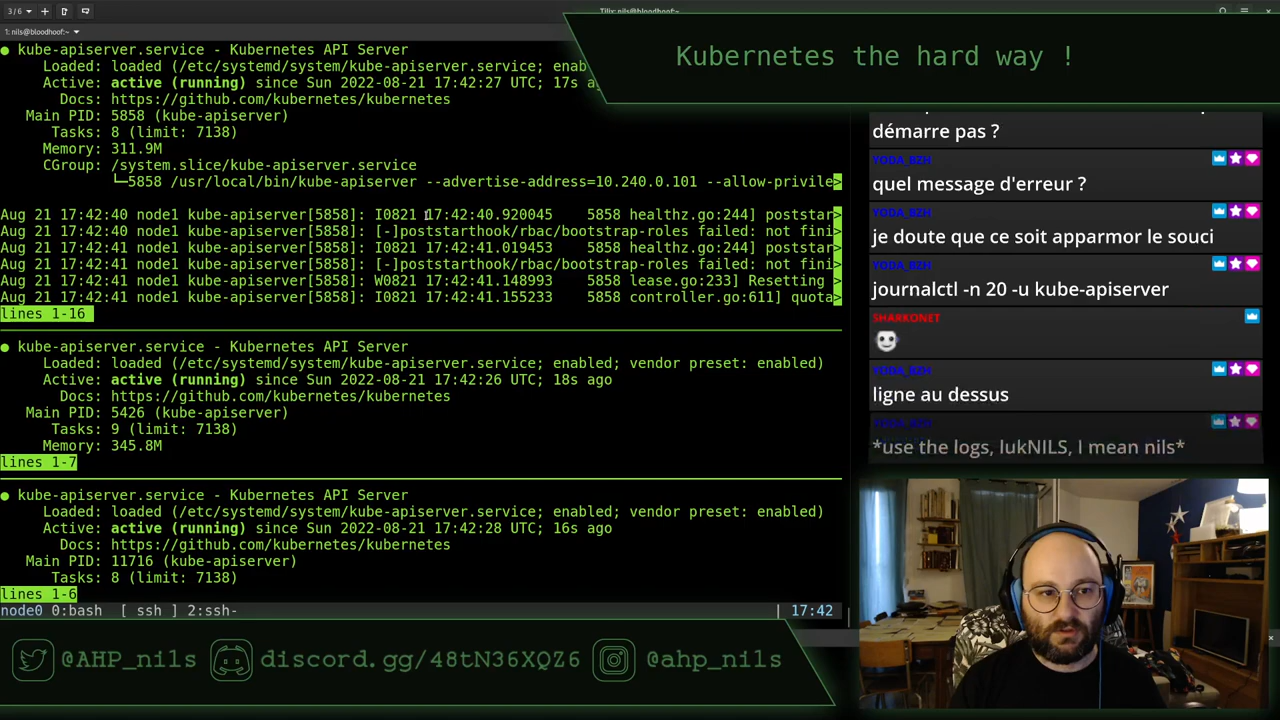 3/6
Tilix: nils@bloodhoof:~
1: nils@bloodhoof:~
Kubernetes the hard way !
● kube-apiserver.service - Kubernetes API Server
Loaded: loaded (/etc/systemd/system/kube-apiserver.service; enab
Active: active (running) since Sun 2022-08-21 17:42:27 UTC; 17s a
Docs: https://github.com/kubernetes/kubernetes
Main PID: 5858 (kube-apiserver)
Tasks: 8 (limit: 7138)
Memory: 311.9M
CGroup: /system.slice/kube-apiserver.service
└─5858 /usr/local/bin/kube-apiserver --advertise-address=10.240.0.101 --allow-privile>
Aug 21 17:42:40 node1 kube-apiserver[5858]: I0821 17:42:40.920045 5858 healthz.go:244] poststar>
Aug 21 17:42:40 node1 kube-apiserver[5858]: [-]poststarthook/rbac/bootstrap-roles failed: not fini>
Aug 21 17:42:41 node1 kube-apiserver[5858]: I0821 17:42:41.019453 5858 healthz.go:244] poststar>
Aug 21 17:42:41 node1 kube-apiserver[5858]: [-]poststarthook/rbac/bootstrap-roles failed: not fini>
Aug 21 17:42:41 node1 kube-apiserver[5858]: W0821 17:42:41.148993 5858 lease.go:233] Resetting >
Aug 21 17:42:41 node1 kube-apiserver[5858]: I0821 17:42:41.155233 5858 controller.go:611] quota>
lines 1-16
● kube-apiserver.service - Kubernetes API Server
Loaded: loaded (/etc/systemd/system/kube-apiserver.service; enabled; vendor preset: enabled)
Active: active (running) since Sun 2022-08-21 17:42:26 UTC; 18s ago
Docs: https://github.com/kubernetes/kubernetes
Main PID: 5426 (kube-apiserver)
Tasks: 9 (limit: 7138)
Memory: 345.8M
lines 1-7
● kube-apiserver.service - Kubernetes API Server
Loaded: loaded (/etc/systemd/system/kube-apiserver.service; enabled; vendor preset: enabled)
Active: active (running) since Sun 2022-08-21 17:42:28 UTC; 16s ago
Docs: https://github.com/kubernetes/kubernetes
Main PID: 11716 (kube-apiserver)
Tasks: 8 (limit: 7138)
lines 1-6
node0 0:bash [ ssh ] 2:ssh- | 17:42
démarre pas ?
YODA_BZH
quel message d'erreur ?
YODA_BZH
je doute que ce soit apparmor le souci
YODA_BZH
journalctl -n 20 -u kube-apiserver
SHARKONET
YODA_BZH
ligne au dessus
YODA_BZH
*use the logs, lukNILS, I mean nils*
@AHP_nils
discord.gg/48tN36XQZ6
@ahp_nils